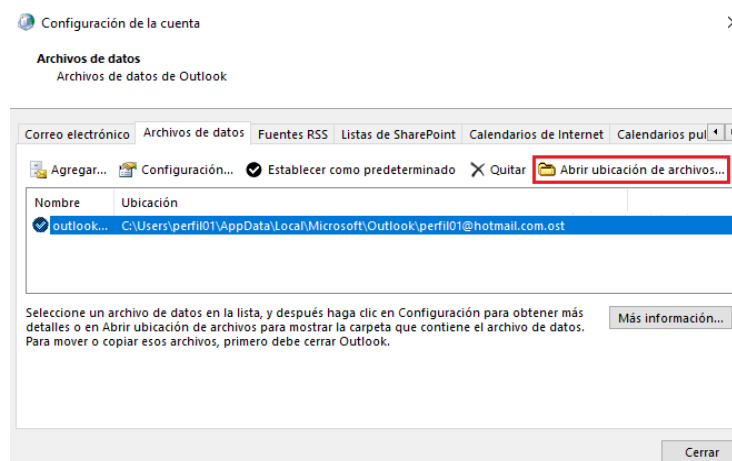 Configuración de la cuenta
Archivos de datos
Archivos de datos de Outlook
Correo electrónico Archivos de datos Fuentes RSS Listas de SharePoint Calendarios de Internet Calendarios pul
Agregar... Configuración... Establecer como predeterminado Quitar Abrir ubicación de archivos...
Nombre Ubicación
outlook... C:\Users\perfil01\AppData\Local\Microsoft\Outlook\perfil01@hotmail.com.ost
Seleccione un archivo de datos en la lista, y después haga clic en Configuración para obtener más
detalles o en Abrir ubicación de archivos para mostrar la carpeta que contiene el archivo de datos.
Para mover o copiar esos archivos, primero debe cerrar Outlook.
Más información...
Cerrar